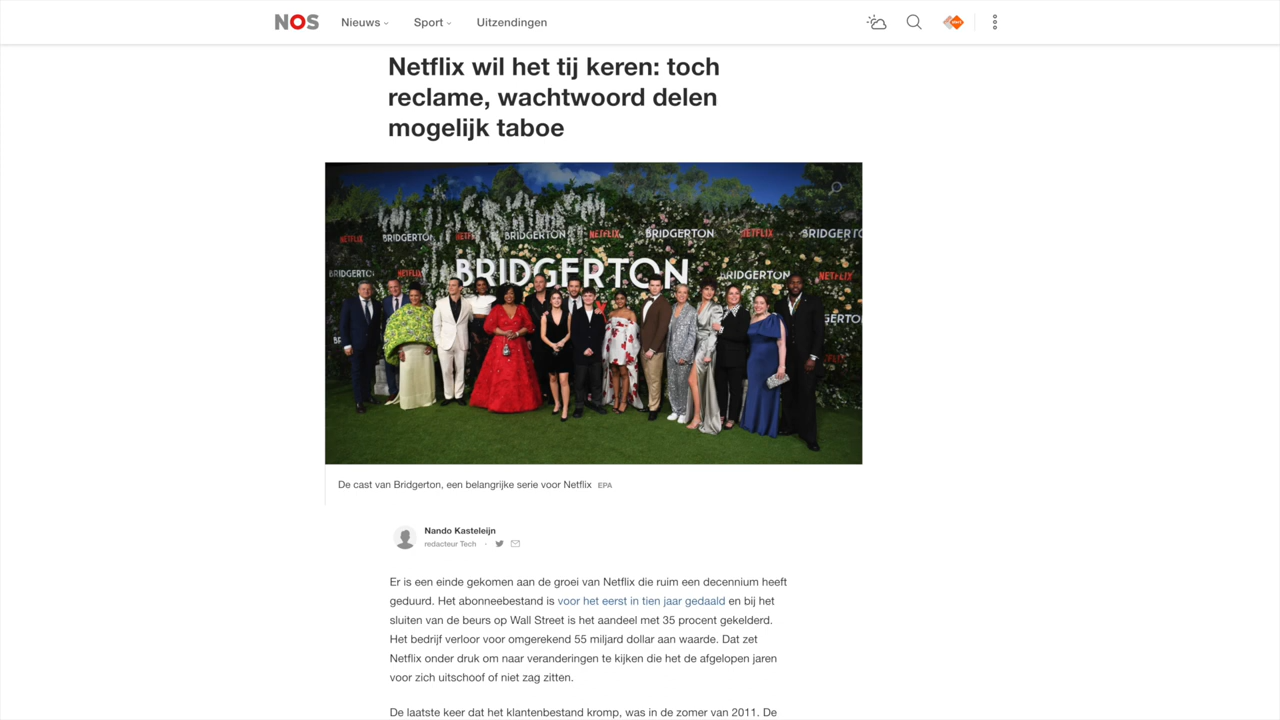 NOS Nieuws Sport Uitzendingen
Netflix wil het tij keren: toch
reclame, wachtwoord delen
mogelijk taboe
NETFLIX BRIDGERTON NETFLIX BRIDGERTON NETFLIX BRIDGERTON NETFLIX BRIDGERTON
BRIDGERTON NETFLIX BRIDGERTON BRIDGERTON NETFLIX
De cast van Bridgerton, een belangrijke serie voor Netflix EPA
Nando Kasteleijn
redacteur Tech
Er is een einde gekomen aan de groei van Netflix die ruim een decennium heeft
geduurd. Het abonneebestand is voor het eerst in tien jaar gedaald en bij het
sluiten van de beurs op Wall Street is het aandeel met 35 procent gekelderd.
Het bedrijf verloor voor omgerekend 55 miljard dollar aan waarde. Dat zet
Netflix onder druk om naar veranderingen te kijken die het de afgelopen jaren
voor zich uitschoof of niet zag zitten.
De laatste keer dat het klantenbestand kromp, was in de zomer van 2011. De